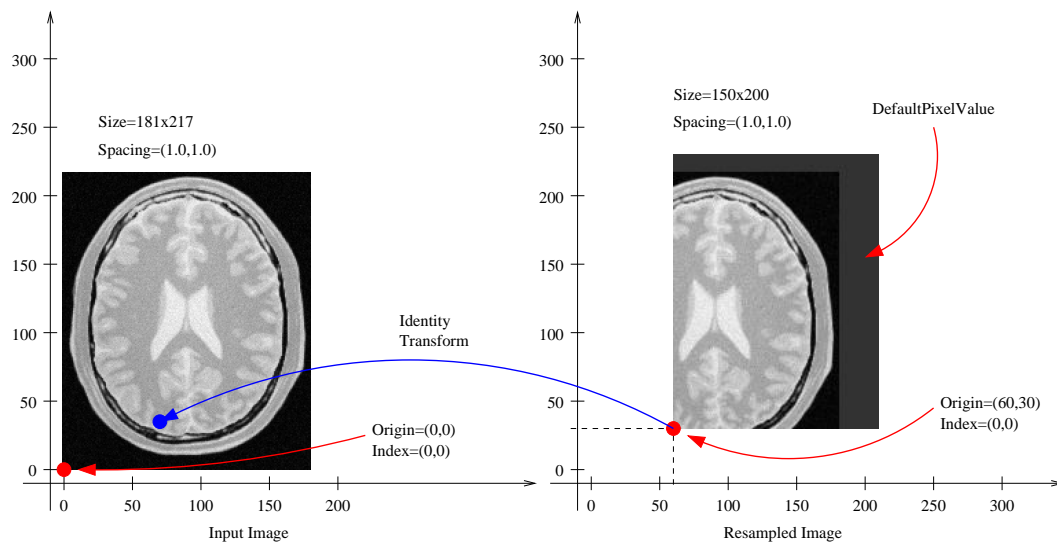 300
250
200
150
100
50
0
Size=181x217
Spacing=(1.0,1.0)
Origin=(0,0)
Index=(0,0)
0 50 100 150 200
Input Image
Identity
Transform
300
250
200
150
100
50
0
Size=150x200
Spacing=(1.0,1.0)
DefaultPixelValue
Origin=(60,30)
Index=(0,0)
0 50 100 150 200 250 300
Resampled Image